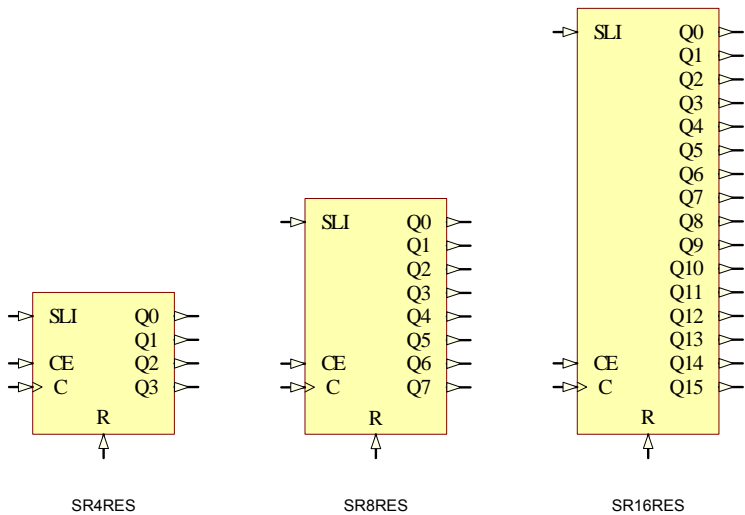 SLI Q0
Q1
CE Q2
C Q3
R
SR4RES
SLI Q0
Q1
Q2
Q3
Q4
Q5
CE Q6
C Q7
R
SR8RES
SLI Q0
Q1
Q2
Q3
Q4
Q5
Q6
Q7
Q8
Q9
Q10
Q11
Q12
Q13
CE Q14
C Q15
R
SR16RES